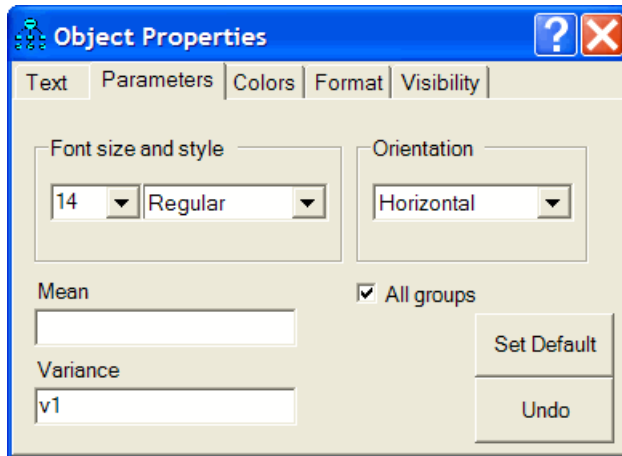 Object Properties
Text Parameters Colors Format Visibility
Font size and style
14 Regular
Orientation
Horizontal
Mean
All groups
Variance
v1
Set Default
Undo